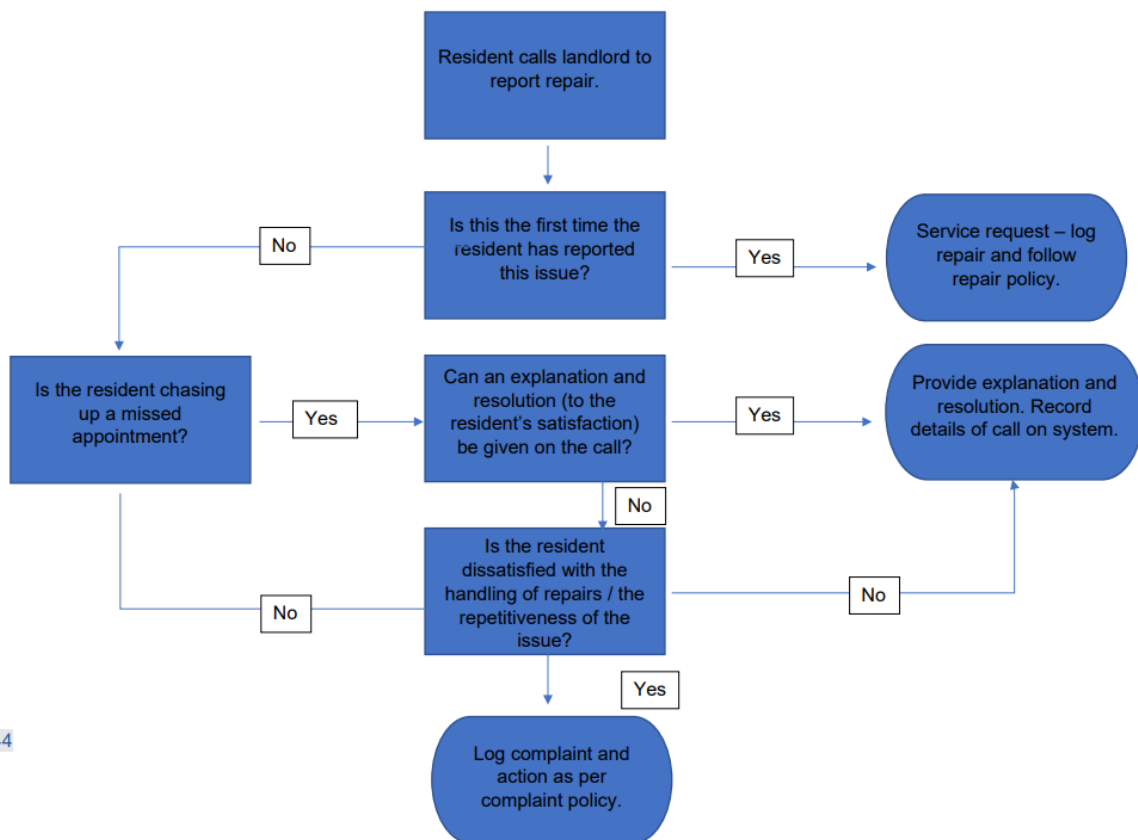 Resident calls landlord to
report repair.
Is this the first time the
resident has reported
this issue?
No
Yes
Service request – log
repair and follow
repair policy.
Is the resident chasing
up a missed
appointment?
Yes
Can an explanation and
resolution (to the
resident's satisfaction)
be given on the call?
Yes
Provide explanation and
resolution. Record
details of call on system.
No
Is the resident
dissatisfied with the
handling of repairs / the
repetitiveness of the
issue?
No
No
Yes
Log complaint and
action as per
complaint policy.
4